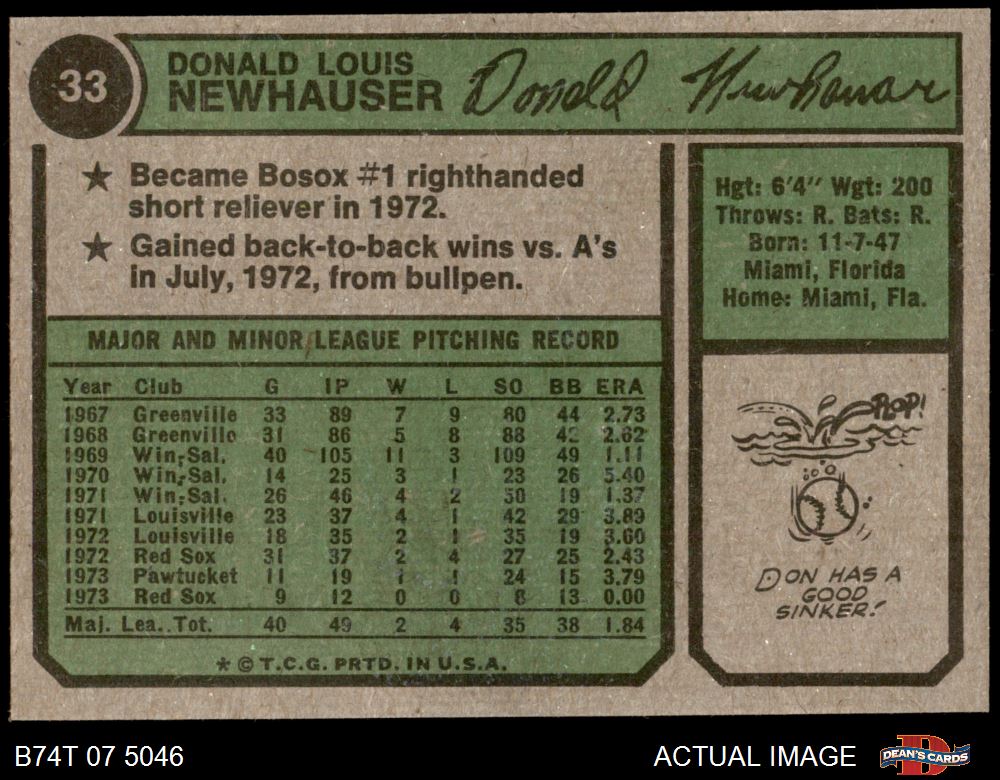 33
DONALD LOUIS
NEWHAUSER Donald Newhauser
★ Became Bosox #1 righthanded
short reliever in 1972.
★ Gained back-to-back wins vs. A's
in July, 1972, from bullpen.
Hgt: 6'4" Wgt: 200
Throws: R. Bats: R.
Born: 11-7-47
Miami, Florida
Home: Miami, Fla.
MAJOR AND MINOR LEAGUE PITCHING RECORD
Year Club G IP W L SO BB ERA
1967 Greenville 33 89 7 9 80 44 2.73
1968 Greenville 31 86 5 8 88 2.62
1969 Win.-Sal. 40 105 11 3 109 49 1.11
1970 Win.-Sal. 14 25 3 1 23 26 5.40
1971 Win.-Sal. 26 46 4 2 50 19 1.37
1971 Louisville 23 37 4 1 42 29 3.89
1972 Louisville 18 35 2 1 35 19 3.60
1972 Red Sox 31 37 2 4 27 25 2.43
1973 Pawtucket 11 19 1 1 24 15 3.79
1973 Red Sox 9 12 0 0 8 13 0.00
Maj. Lea. Tot. 40 49 2 4 35 38 1.84
★ © T.C.G. PRTD. IN U.S.A.
PLOP!
DON HAS A
GOOD
SINKER!
B74T 07 5046
ACTUAL IMAGE
D
DEAN'S CARDS